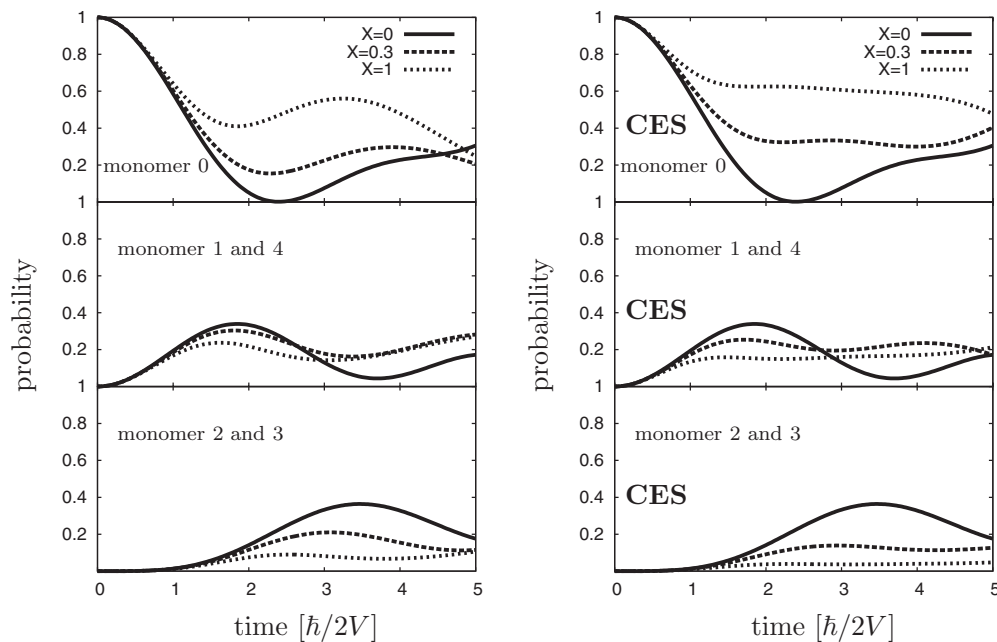 1
0.8
0.6
0.4
0.2
X=0
X=0.3
X=1
monomer 0
1
0.8
0.6
0.4
0.2
monomer 1 and 4
1
0.8
0.6
0.4
0.2
monomer 2 and 3
0 1 2 3 4 5
probability
time [ħ/2V]
1
0.8
0.6
0.4
0.2
X=0
X=0.3
X=1
CES
monomer 0
1
0.8
0.6
0.4
0.2
monomer 1 and 4
CES
1
0.8
0.6
0.4
0.2
monomer 2 and 3
CES
0 1 2 3 4 5
probability
time [ħ/2V]